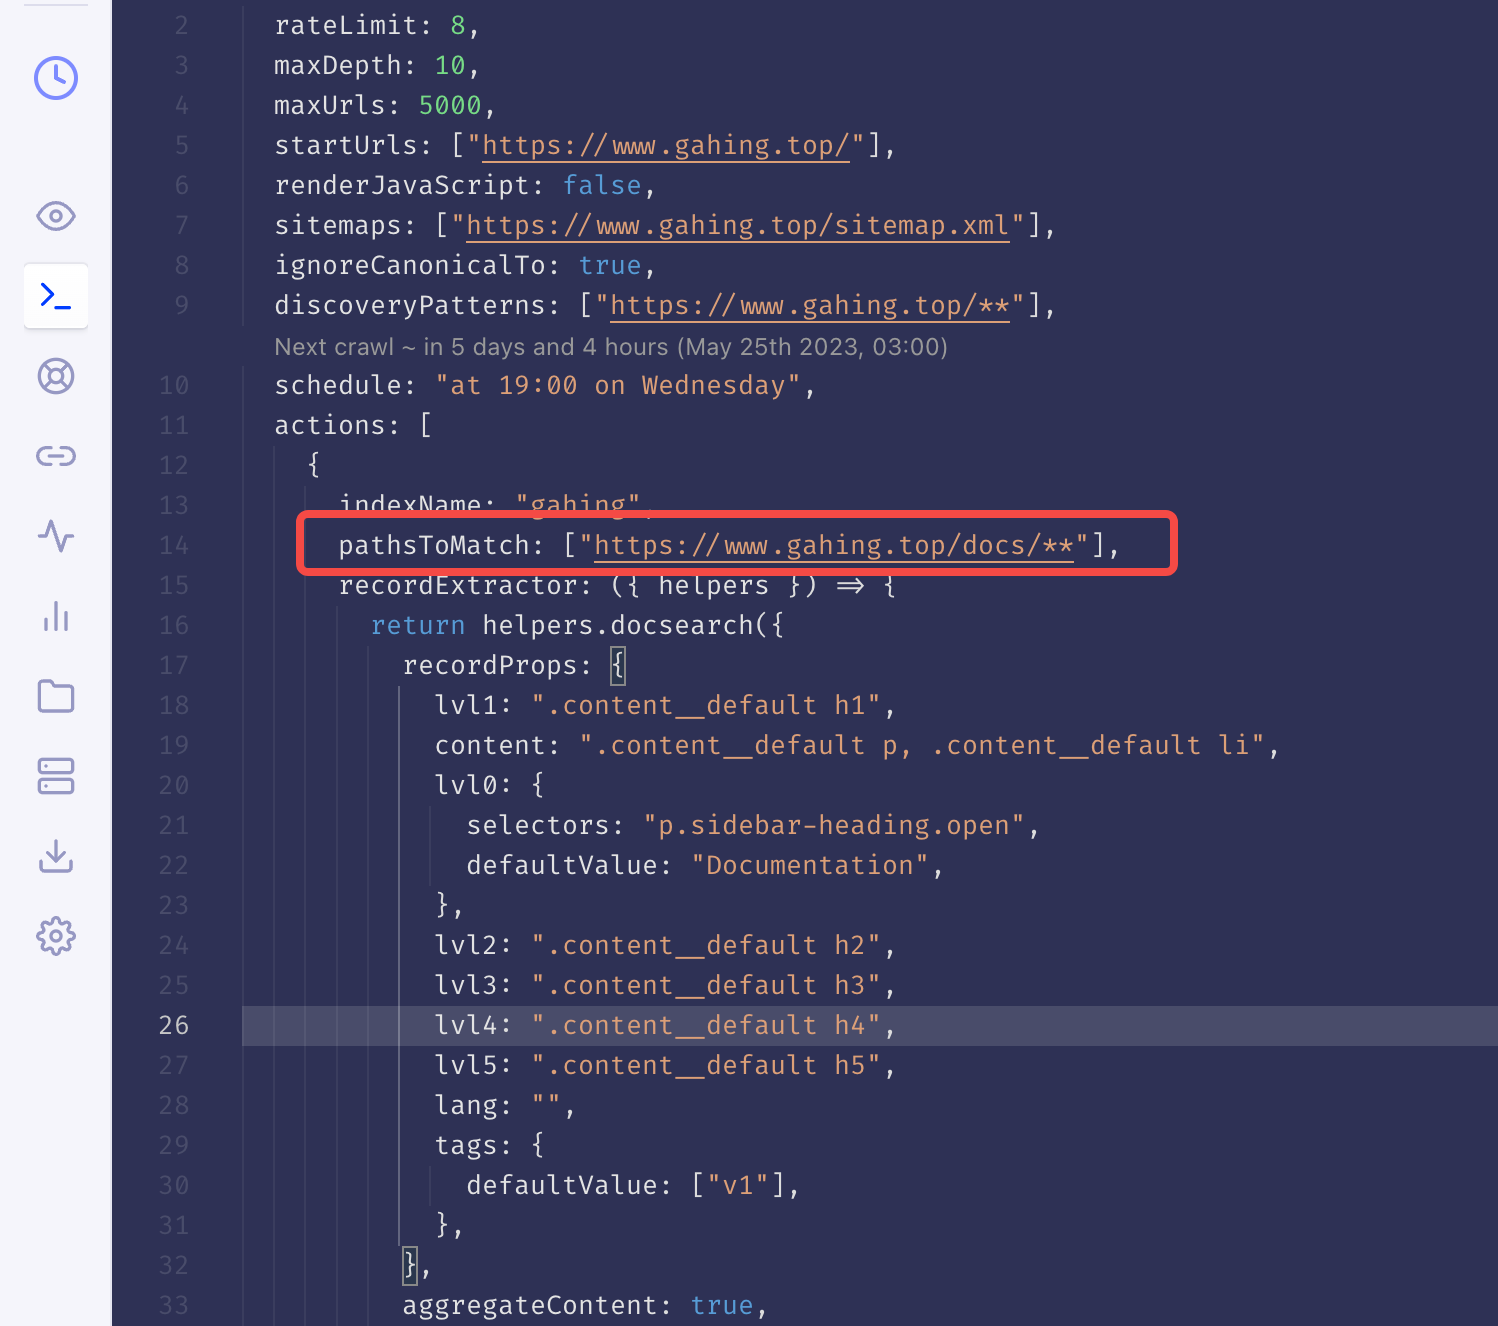 2 rateLimit: 8,
3 maxDepth: 10,
4 maxUrls: 5000,
5 startUrls: ["https://www.gahing.top/"],
6 renderJavaScript: false,
7 sitemaps: ["https://www.gahing.top/sitemap.xml"],
8 ignoreCanonicalTo: true,
9 discoveryPatterns: ["https://www.gahing.top/**"],
Next crawl ~ in 5 days and 4 hours (May 25th 2023, 03:00)
10 schedule: "at 19:00 on Wednesday",
11 actions: [
12 {
13 indexName: "gahing",
14 pathsToMatch: ["https://www.gahing.top/docs/**"],
15 recordExtractor: ({ helpers }) => {
16 return helpers.docsearch({
17 recordProps: {
18 lvl1: ".content__default h1",
19 content: ".content__default p, .content__default li",
20 lvl0: {
21 selectors: "p.sidebar-heading.open",
22 defaultValue: "Documentation",
23 },
24 lvl2: ".content__default h2",
25 lvl3: ".content__default h3",
26 lvl4: ".content__default h4",
27 lvl5: ".content__default h5",
28 lang: "",
29 tags: {
30 defaultValue: ["v1"],
31 },
32 },
33 aggregateContent: true,